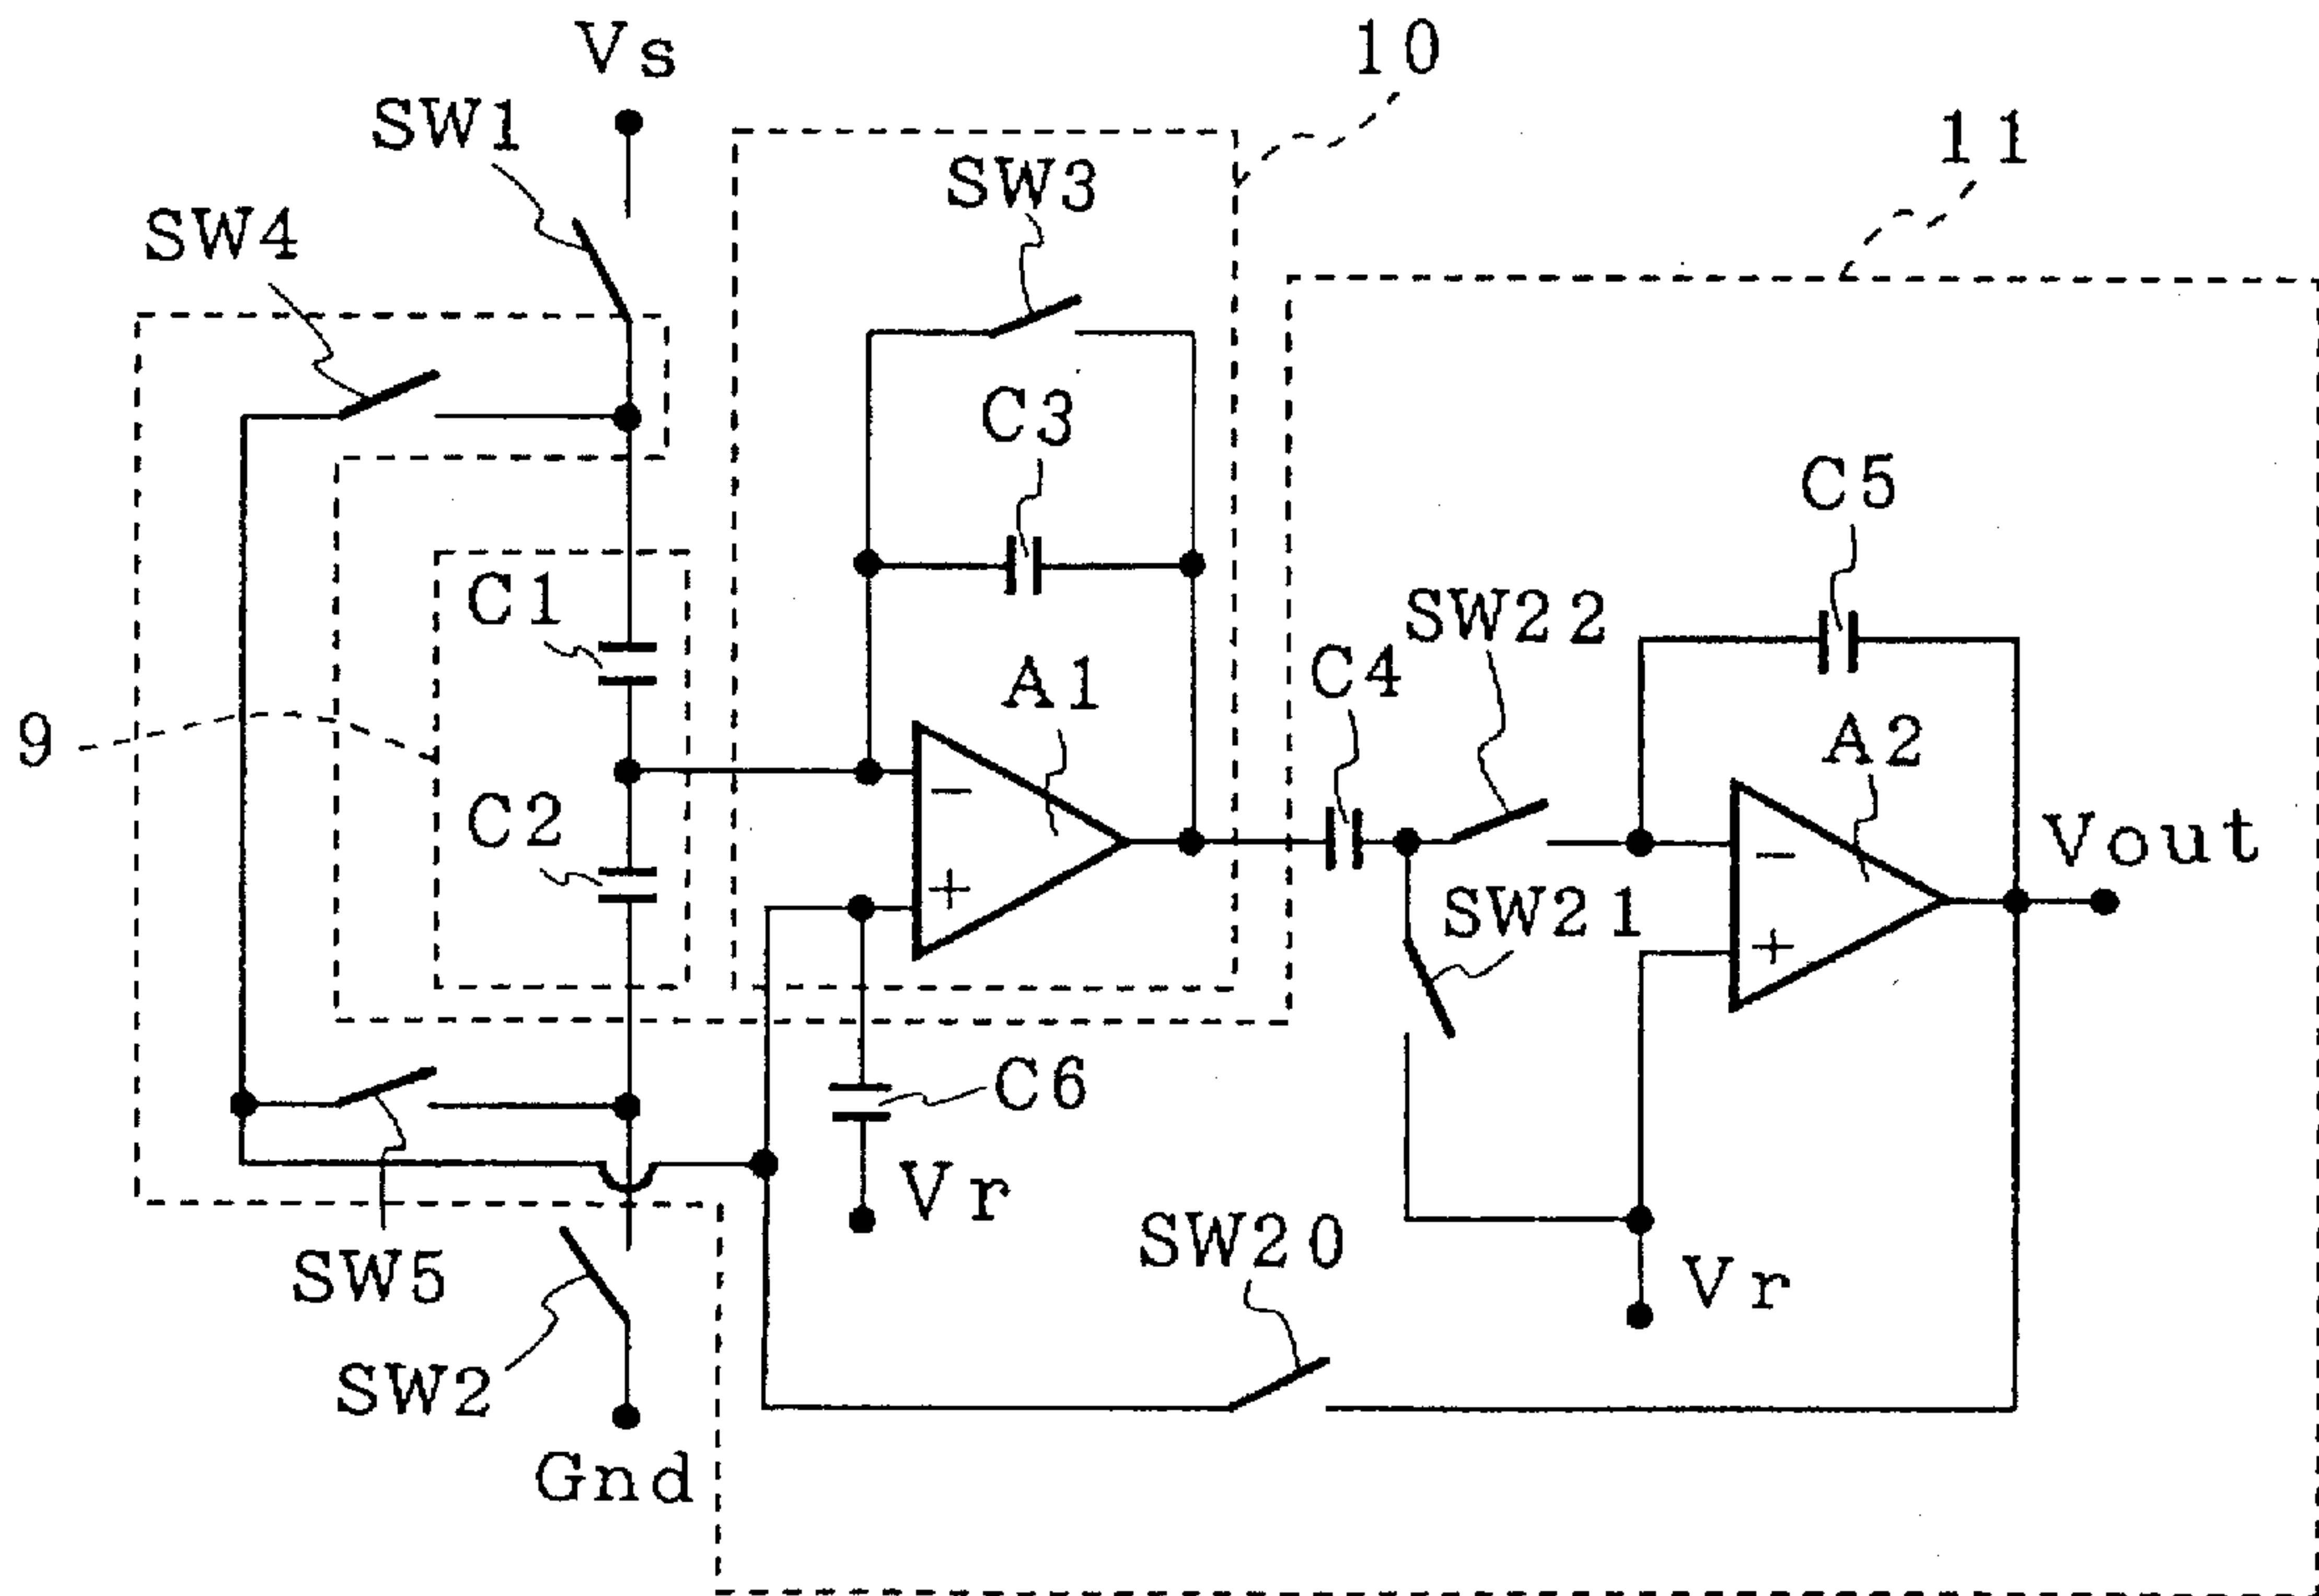 Vs
10
SW1
11
SW3
SW4
C3
C5
C1
SW22
C4
A1
9
A2
C2
Vout
−
−
+
SW21
+
C6
Vr
SW20
SW5
Vr
SW2
Gnd